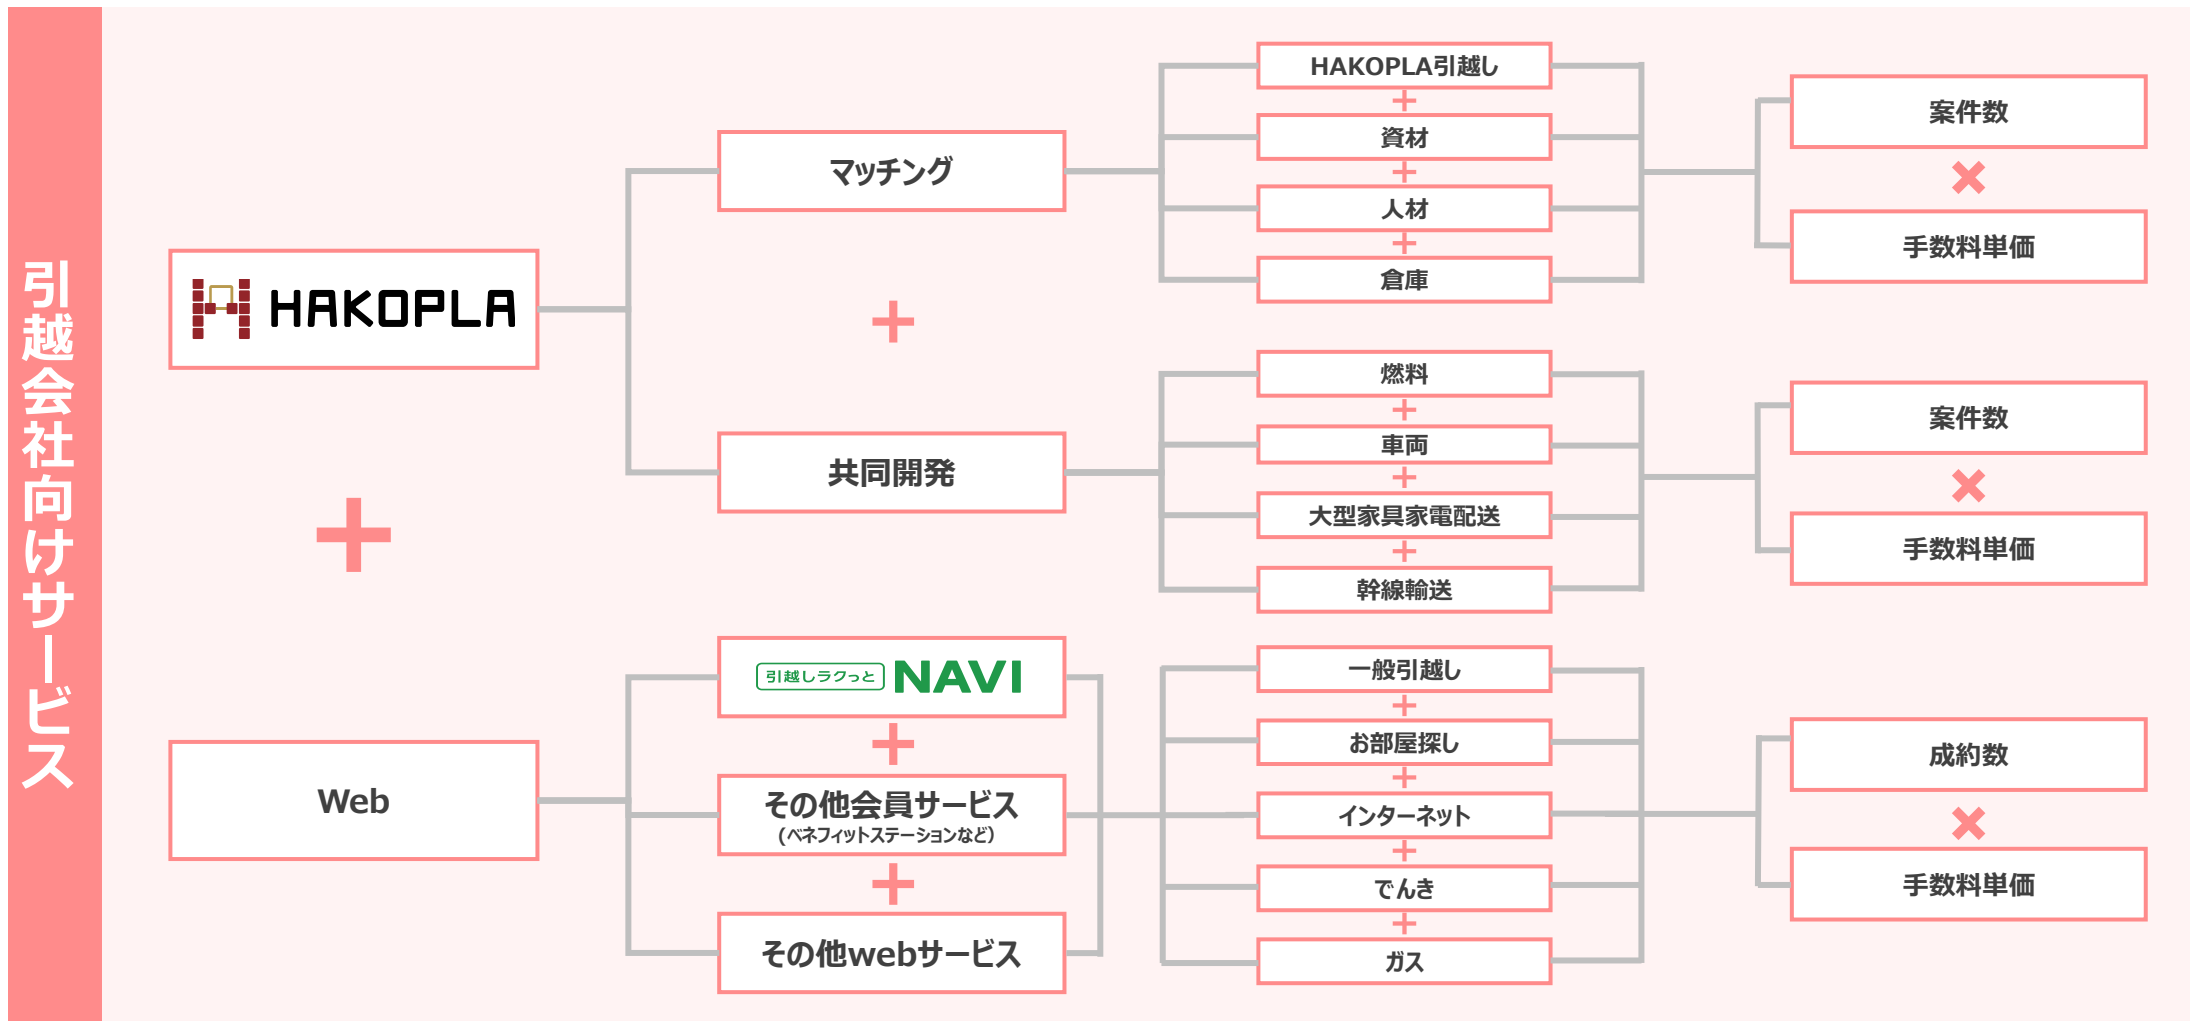 引越会社向けサービス
HAKOPLA
マッチング
HAKOPLA引越し
資材
人材
倉庫
案件数
手数料単価
共同開発
燃料
車両
大型家具家電配送
幹線輸送
案件数
手数料単価
Web
引越しラクっと NAVI
その他会員サービス
(ベネフィットステーションなど）
その他webサービス
一般引越し
お部屋探し
インターネット
でんき
ガス
成約数
手数料単価